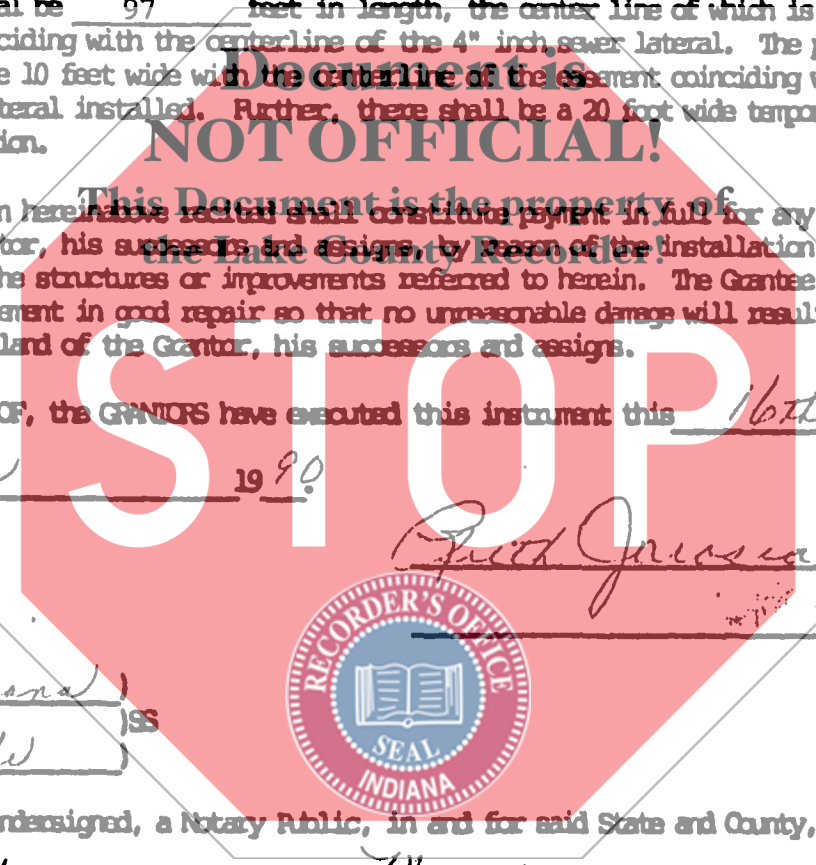 al be 97 feet in length, the center line of which is
ciding with the centerline of the 4" inch sewer lateral. The p
e 10 feet wide with the centerline of the easement coinciding w
teral installed. Further, there shall be a 20 foot wide tempo
ion.
Document is
NOT OFFICIAL!
This Document is the property of
the Lake County Recorder!
n hereinabove recited shall constitute payment in full for any
tor, his successors and assigns, by reason of the installation
he structures or improvements referred to herein. The Grantee
ement in good repair so that no unreasonable damage will resul
land of the Grantor, his successors and assigns.
STOP
OF, the GRANTORS have executed this instrument this 16th
19 90.
RECORDER'S OFFICE
SEAL
INDIANA
)
)SS
)
ndersigned, a Notary Public, in and for said State and County,